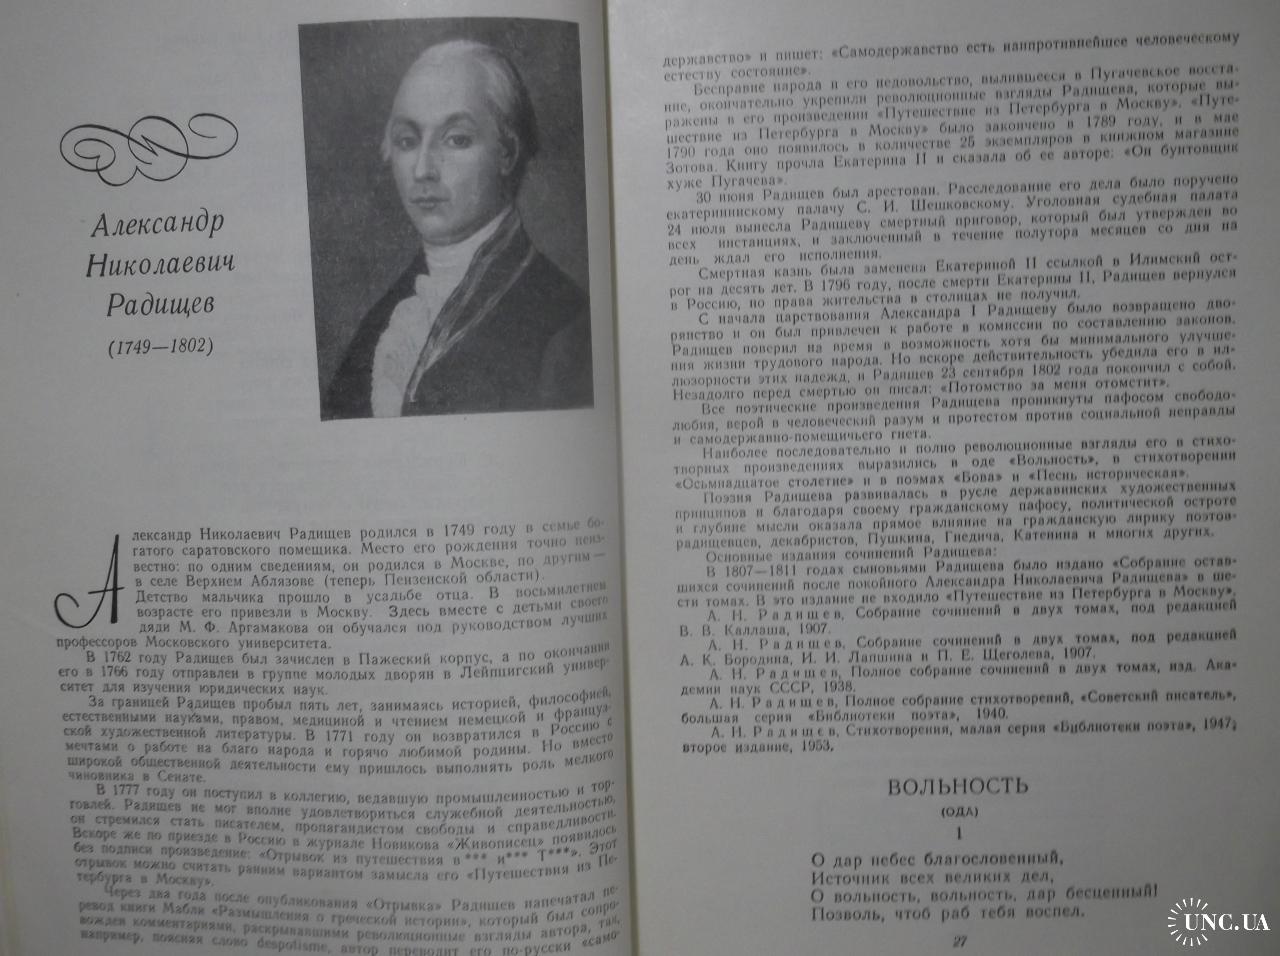 Александр
Николаевич
Радищев
(1749—1802)
Александр Николаевич Радищев родился в 1749 году в семье бо-
гатого саратовского помещика. Место его рождения точно неиз-
вестно: по одним сведениям, он родился в Москве, по другим —
в селе Верхнем Аблязове (теперь Пензенской области).
Детство мальчика прошло в усадьбе отца. В восьмилетнем
возрасте его привезли в Москву. Здесь вместе с детьми своего
дяди М. Ф. Аргамакова он обучался под руководством лучших
профессоров Московского университета.
В 1762 году Радищев был зачислен в Пажеский корпус, а по окончании
его в 1766 году отправлен в группе молодых дворян в Лейпцигский универ-
ситет для изучения юридических наук.
За границей Радищев пробыл пять лет, занимаясь историей, философией,
естественными науками, правом, медициной и чтением немецкой и француз-
ской художественной литературы. В 1771 году он возвратился в Россию с
мечтами о работе на благо народа и горячо любимой родины. Но вместо
широкой общественной деятельности ему пришлось выполнять роль мелкого
чиновника в Сенате.
В 1777 году он поступил в коллегию, ведавшую промышленностью и тор-
говлей. Радищев не мог вполне удовлетвориться служебной деятельностью,
он стремился стать писателем, пропагандистом свободы и справедливости.
Вскоре же по приезде в Россию в журнале Новикова «Живописец» появилось
без подписи произведение: «Отрывок из путешествия в*** и*** Т***». Этот
отрывок можно считать ранним вариантом замысла его «Путешествия из Пе-
тербурга в Москву».
Через два года после опубликования «Отрывка» Радищев напечатал пе-
ревод книги Мабли «Размышления о греческой истории», который был сопро-
вожден комментариями, раскрывавшими революционные взгляды автора, так,
например, поясняя слово despotisme, автор переводит его по-русски «само-
державство» и пишет: «Самодержавство есть наипротивнейшее человеческому
естеству состояние».
Бесправие народа и его недовольство, вылившееся в Пугачевское восста-
ние, окончательно укрепили революционные взгляды Радищева, которые вы-
ражены в его произведении «Путешествие из Петербурга в Москву». «Путе-
шествие из Петербурга в Москву» было закончено в 1789 году, и в мае
1790 года оно появилось в количестве 25 экземпляров в книжном магазине
Зотова. Книгу прочла Екатерина II и сказала об ее авторе: «Он бунтовщик
хуже Пугачева».
30 июня Радищев был арестован. Расследование его дела было поручено
екатерининскому палачу С. И. Шешковскому. Уголовная судебная палата
24 июля вынесла Радищеву смертный приговор, который был утвержден во
всех инстанциях, и заключенный в течение полутора месяцев со дня на
день ждал его исполнения.
Смертная казнь была заменена Екатериной II ссылкой в Илимский ост-
рог на десять лет. В 1796 году, после смерти Екатерины II, Радищев вернулся
в Россию, но права жительства в столицах не получил.
С начала царствования Александра I Радищеву было возвращено дво-
рянство и он был привлечен к работе в комиссии по составлению законов.
Радищев поверил на время в возможность хотя бы минимального улучше-
ния жизни трудового народа. Но вскоре действительность убедила его в ил-
люзорности этих надежд, и Радищев 23 сентября 1802 года покончил с собой.
Незадолго перед смертью он писал: «Потомство за меня отомстит».
Все поэтические произведения Радищева проникнуты пафосом свободо-
любия, верой в человеческий разум и протестом против социальной неправды
и самодержавно-помещичьего гнета.
Наиболее последовательно и полно революционные взгляды его в стихо-
творных произведениях выразились в оде «Вольность», в стихотворении
«Осьмнадцатое столетие» и в поэмах «Бова» и «Песнь историческая».
Поэзия Радищева развивалась в русле державинских художественных
принципов и благодаря своему гражданскому пафосу, политической остроте
и глубине мысли оказала прямое влияние на гражданскую лирику поэтов-
радищевцев, декабристов, Пушкина, Гнедича, Катенина и многих других.
Основные издания сочинений Радищева:
В 1807—1811 годах сыновьями Радищева было издано «Собрание остав-
шихся сочинений после покойного Александра Николаевича Радищева» в ше-
сти томах. В это издание не входило «Путешествие из Петербурга в Москву».
А. Н. Радищев, Собрание сочинений в двух томах, под редакцией
В. В. Каллаша, 1907.
А. Н. Радищев, Собрание сочинений в двух томах, под редакцией
А. К. Бородина, И. И. Лапшина и П. Е. Щеголева, 1907.
А. Н. Радищев, Полное собрание сочинений в двух томах, изд. Ака-
демии наук СССР, 1938.
А. Н. Радищев, Полное собрание стихотворений, «Советский писатель»,
большая серия «Библиотеки поэта», 1940.
А. Н. Радищев, Стихотворения, малая серия «Библиотеки поэта», 1947;
второе издание, 1953.
ВОЛЬНОСТЬ
(ОДА)
1
О дар небес благословенный,
Источник всех великих дел,
О вольность, вольность, дар бесценный!
Позволь, чтоб раб тебя воспел.
27
UNC.UA